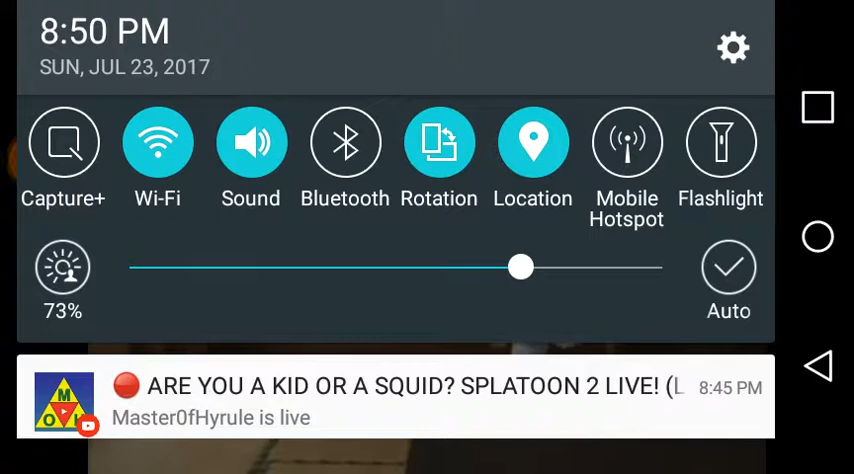 8:50 PM
SUN, JUL 23, 2017
Capture+ Wi-Fi Sound Bluetooth Rotation Location Mobile Hotspot Flashlight
73% Auto
ARE YOU A KID OR A SQUID? SPLATOON 2 LIVE! (L 8:45 PM
Master0fHyrule is live
M
O H